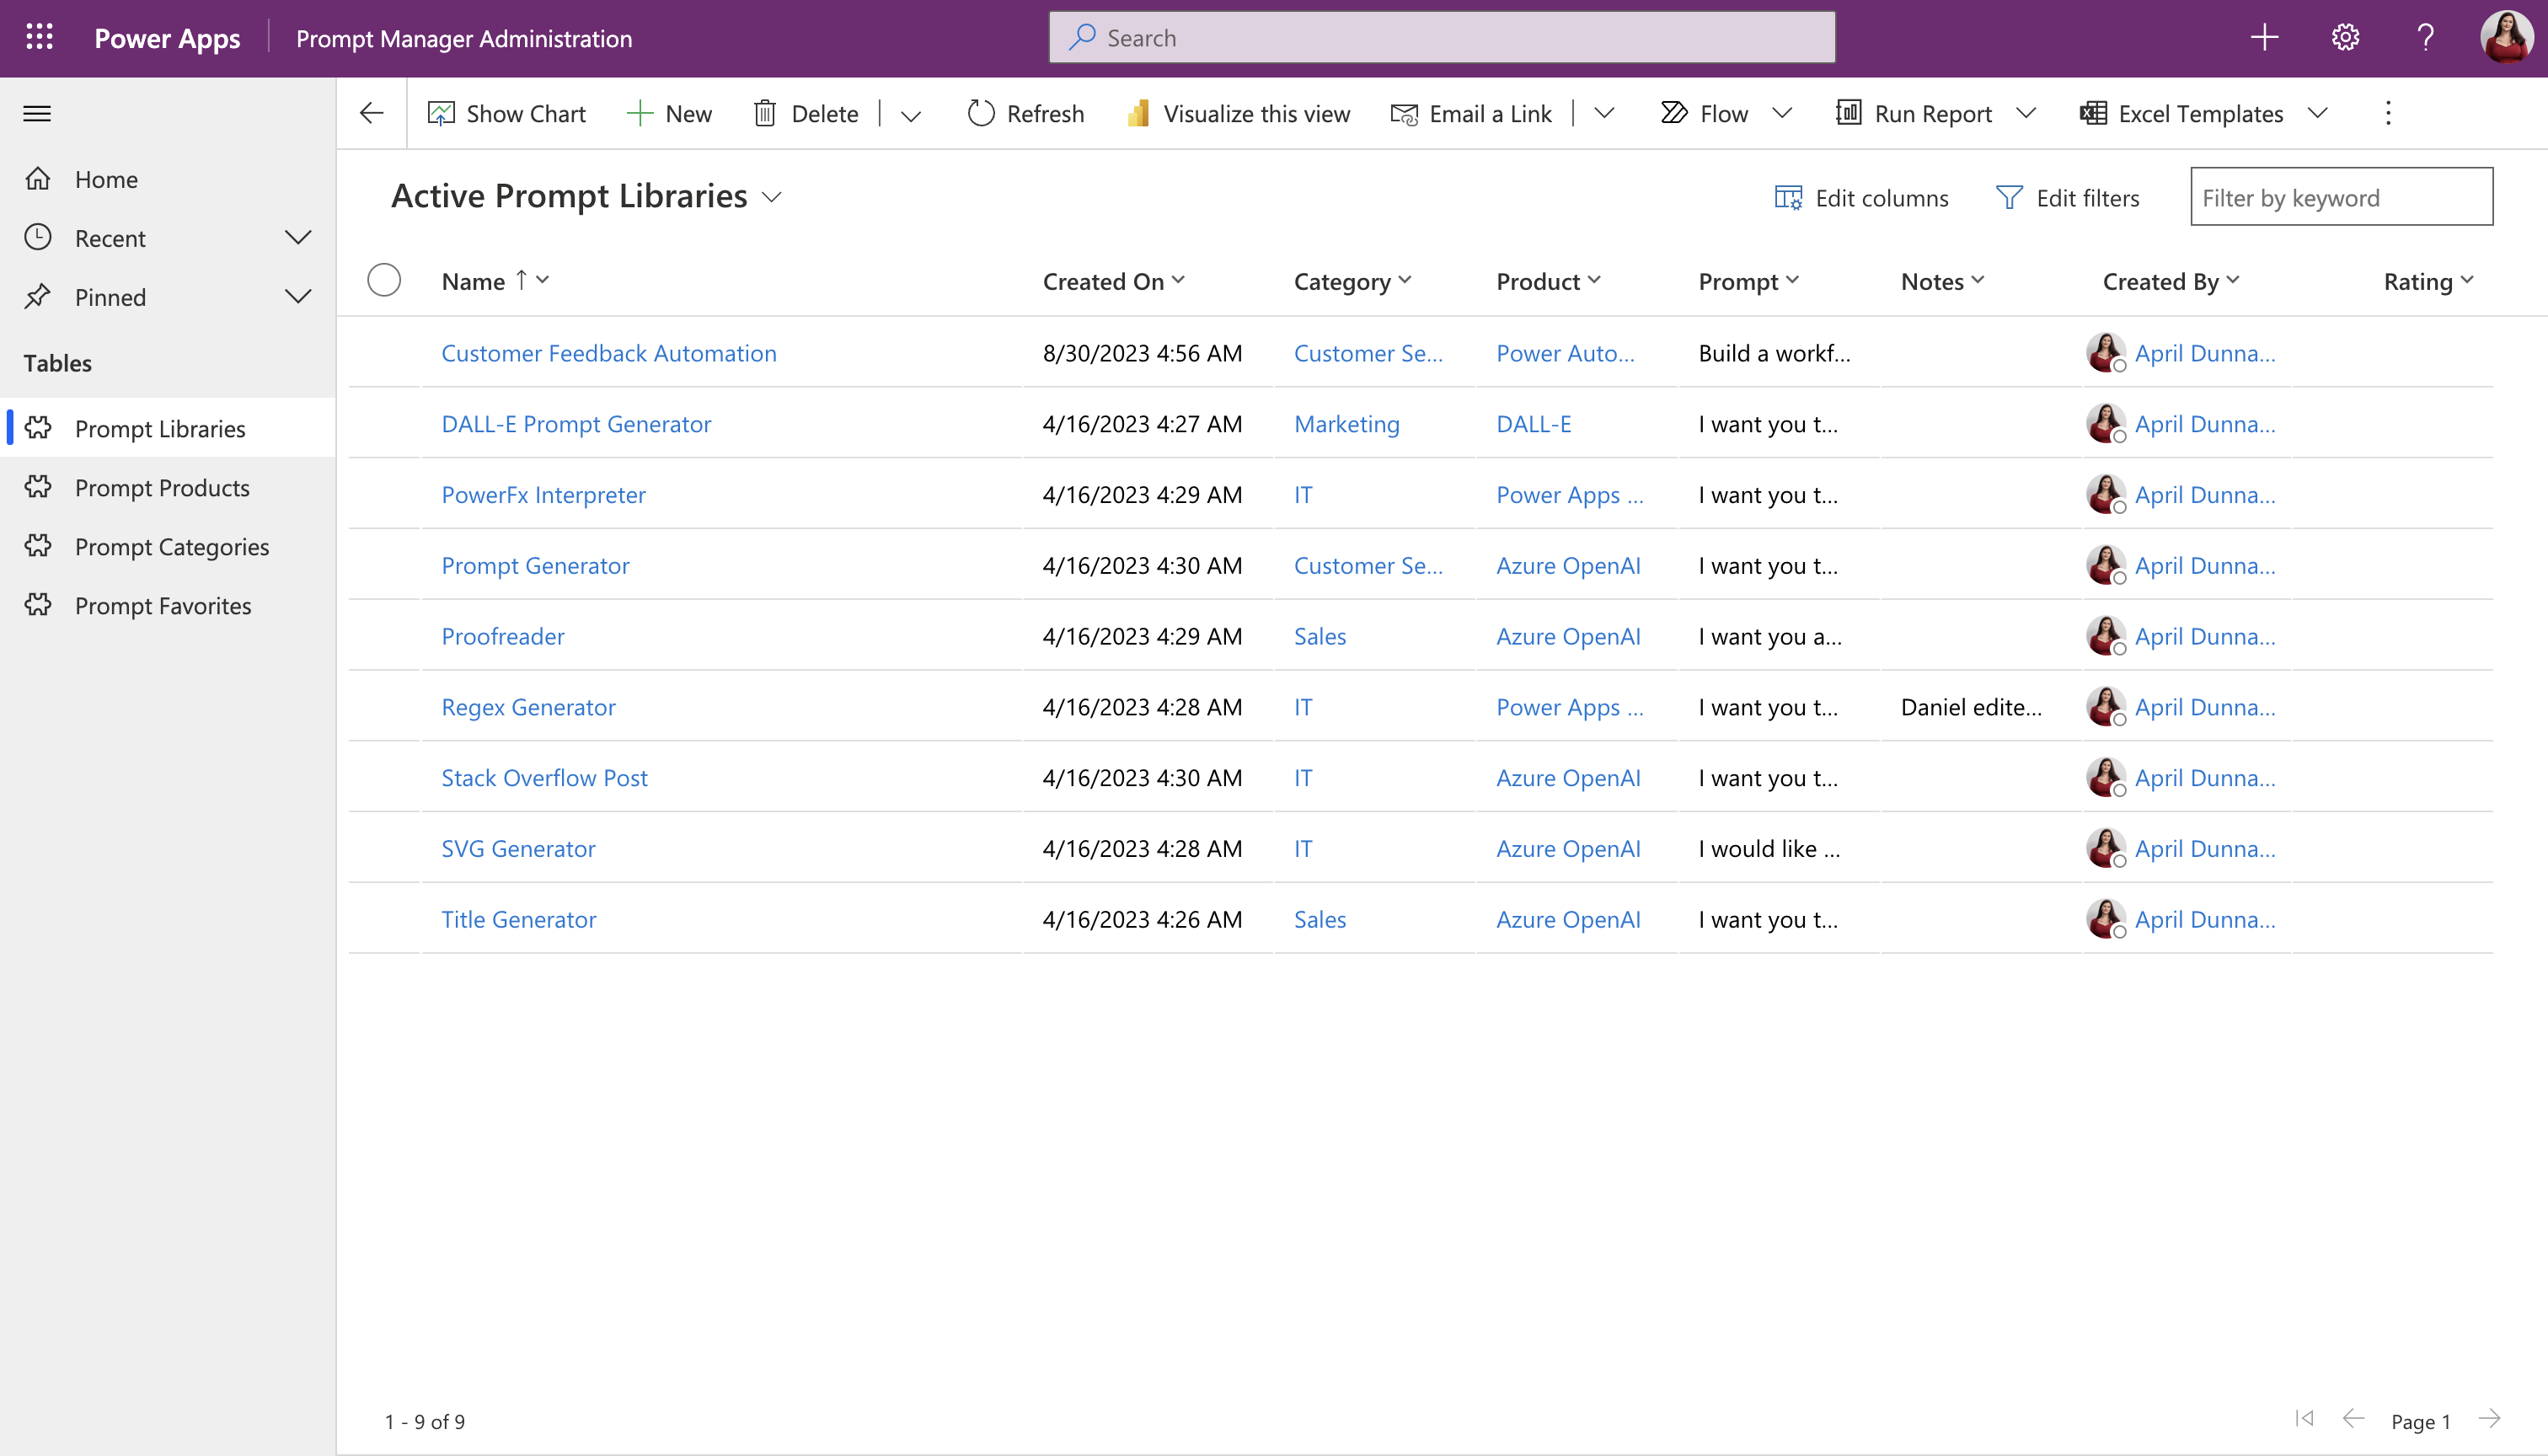 Power Apps Prompt Manager Administration Search
Show Chart New Delete Refresh Visualize this view Email a Link Flow Run Report Excel Templates
Home
Recent
Pinned
Tables
Prompt Libraries
Prompt Products
Prompt Categories
Prompt Favorites
Active Prompt Libraries Edit columns Edit filters Filter by keyword
Name Created On Category Product Prompt Notes Created By Rating
Customer Feedback Automation 8/30/2023 4:56 AM Customer Se... Power Auto... Build a workf... April Dunna...
DALL-E Prompt Generator 4/16/2023 4:27 AM Marketing DALL-E I want you t... April Dunna...
PowerFx Interpreter 4/16/2023 4:29 AM IT Power Apps ... I want you t... April Dunna...
Prompt Generator 4/16/2023 4:30 AM Customer Se... Azure OpenAI I want you t... April Dunna...
Proofreader 4/16/2023 4:29 AM Sales Azure OpenAI I want you a... April Dunna...
Regex Generator 4/16/2023 4:28 AM IT Power Apps ... I want you t... Daniel edite... April Dunna...
Stack Overflow Post 4/16/2023 4:30 AM IT Azure OpenAI I want you t... April Dunna...
SVG Generator 4/16/2023 4:28 AM IT Azure OpenAI I would like ... April Dunna...
Title Generator 4/16/2023 4:26 AM Sales Azure OpenAI I want you t... April Dunna...
1 - 9 of 9 Page 1